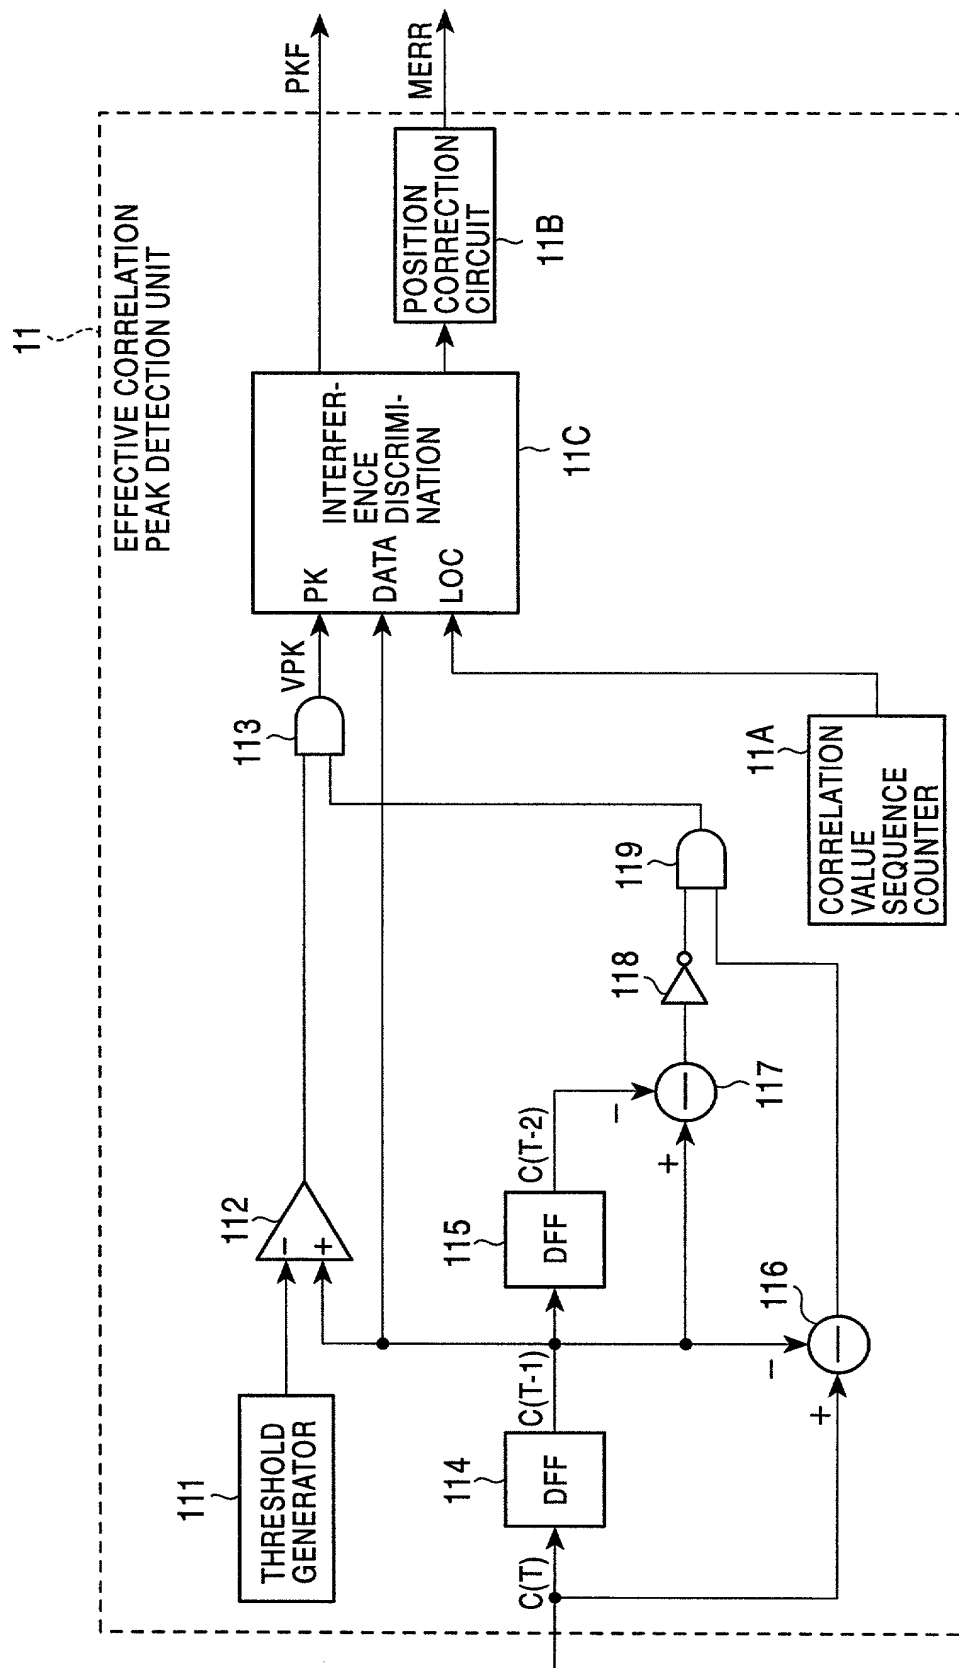 11
EFFECTIVE CORRELATION
PEAK DETECTION UNIT
111
THRESHOLD
GENERATOR
112
−
+
113
VPK
PK
DATA
LOC
INTERFER-
ENCE
DISCRIMI-
NATION
11C
PKF
POSITION
CORRECTION
CIRCUIT
11B
MERR
C(T)
114
DFF
C(T-1)
115
DFF
C(T-2)
−
+
−
117
118
119
116
−
+
−
11A
CORRELATION
VALUE
SEQUENCE
COUNTER